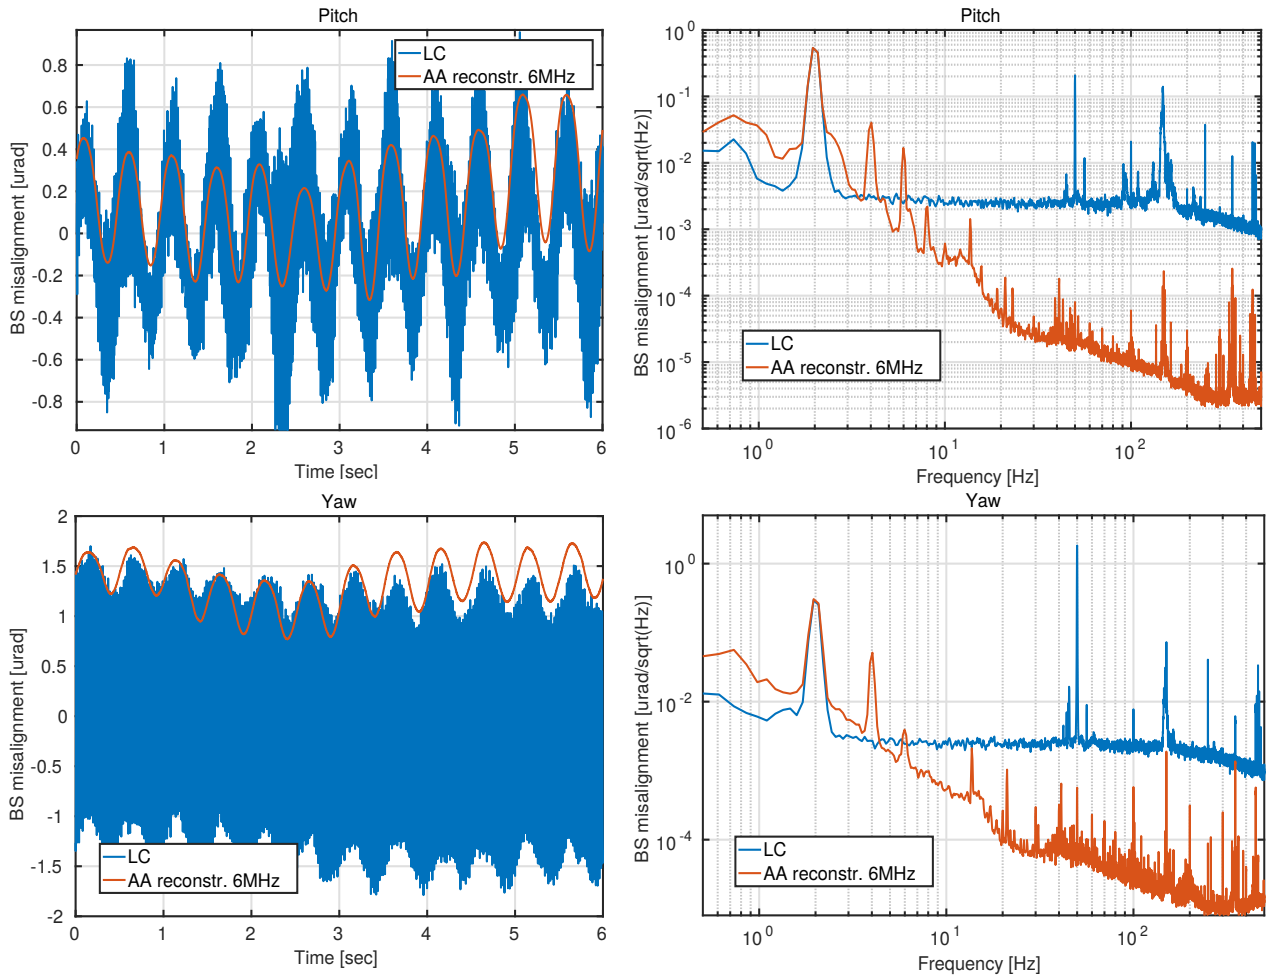 Pitch
BS misalignment [urad]
0.8
0.6
0.4
0.2
0
-0.2
-0.4
-0.6
-0.8
LC
AA reconstr. 6MHz
0 1 2 3 4 5 6
Time [sec]
Pitch
BS misalignment [urad/sqrt(Hz)]
10^0
10^-1
10^-2
10^-3
10^-4
10^-5
10^-6
LC
AA reconstr. 6MHz
10^0 10^1 10^2
Frequency [Hz]
Yaw
BS misalignment [urad]
2
1.5
1
0.5
0
-0.5
-1
-1.5
-2
LC
AA reconstr. 6MHz
0 1 2 3 4 5 6
Time [sec]
Yaw
BS misalignment [urad/sqrt(Hz)]
10^0
10^-2
10^-4
LC
AA reconstr. 6MHz
10^0 10^1 10^2
Frequency [Hz]